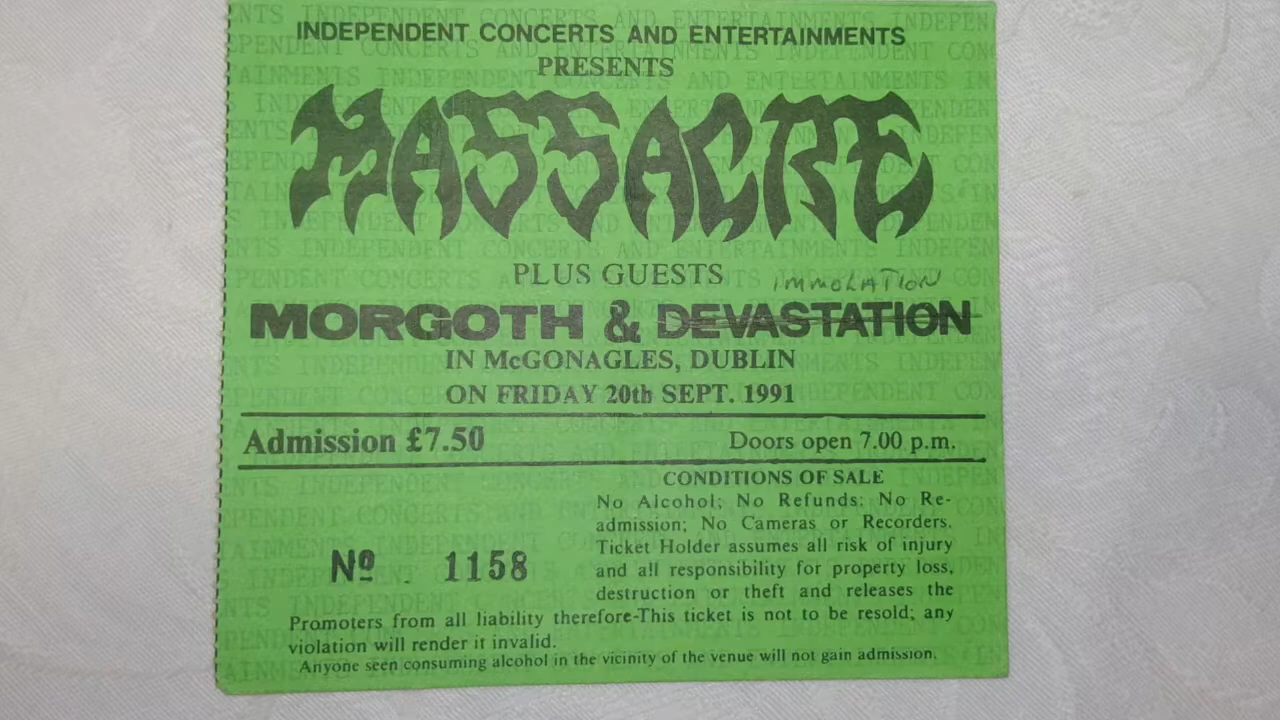 INDEPENDENT CONCERTS AND ENTERTAINMENTS
PRESENTS
MASSACRE
PLUS GUESTS
IMMOLATION
MORGOTH & DEVASTATION
IN McGONAGLES, DUBLIN
ON FRIDAY 20th SEPT. 1991
Admission £7.50
Doors open 7.00 p.m.
CONDITIONS OF SALE
No Alcohol; No Refunds: No Re-
admission; No Cameras or Recorders.
Ticket Holder assumes all risk of injury
and all responsibility for property loss,
destruction or theft and releases the
Nº 1158
Promoters from all liability therefore-This ticket is not to be resold; any
violation will render it invalid.
Anyone seen consuming alcohol in the vicinity of the venue will not gain admission.